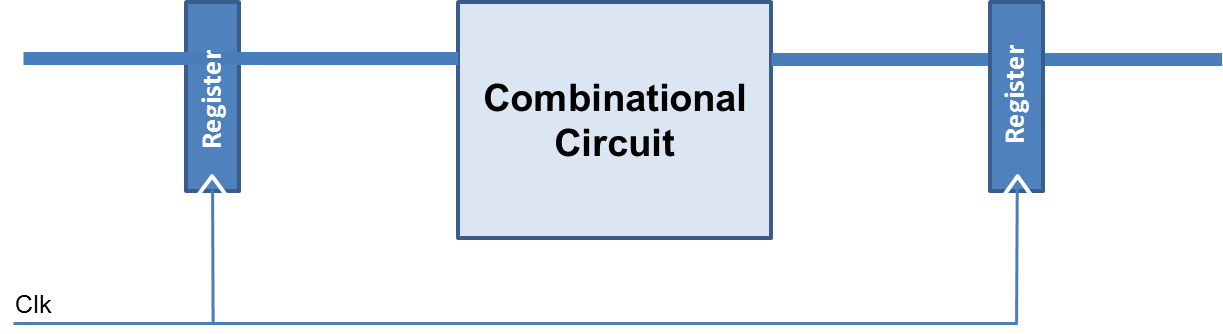 Register
Combinational
Circuit
Register
Clk